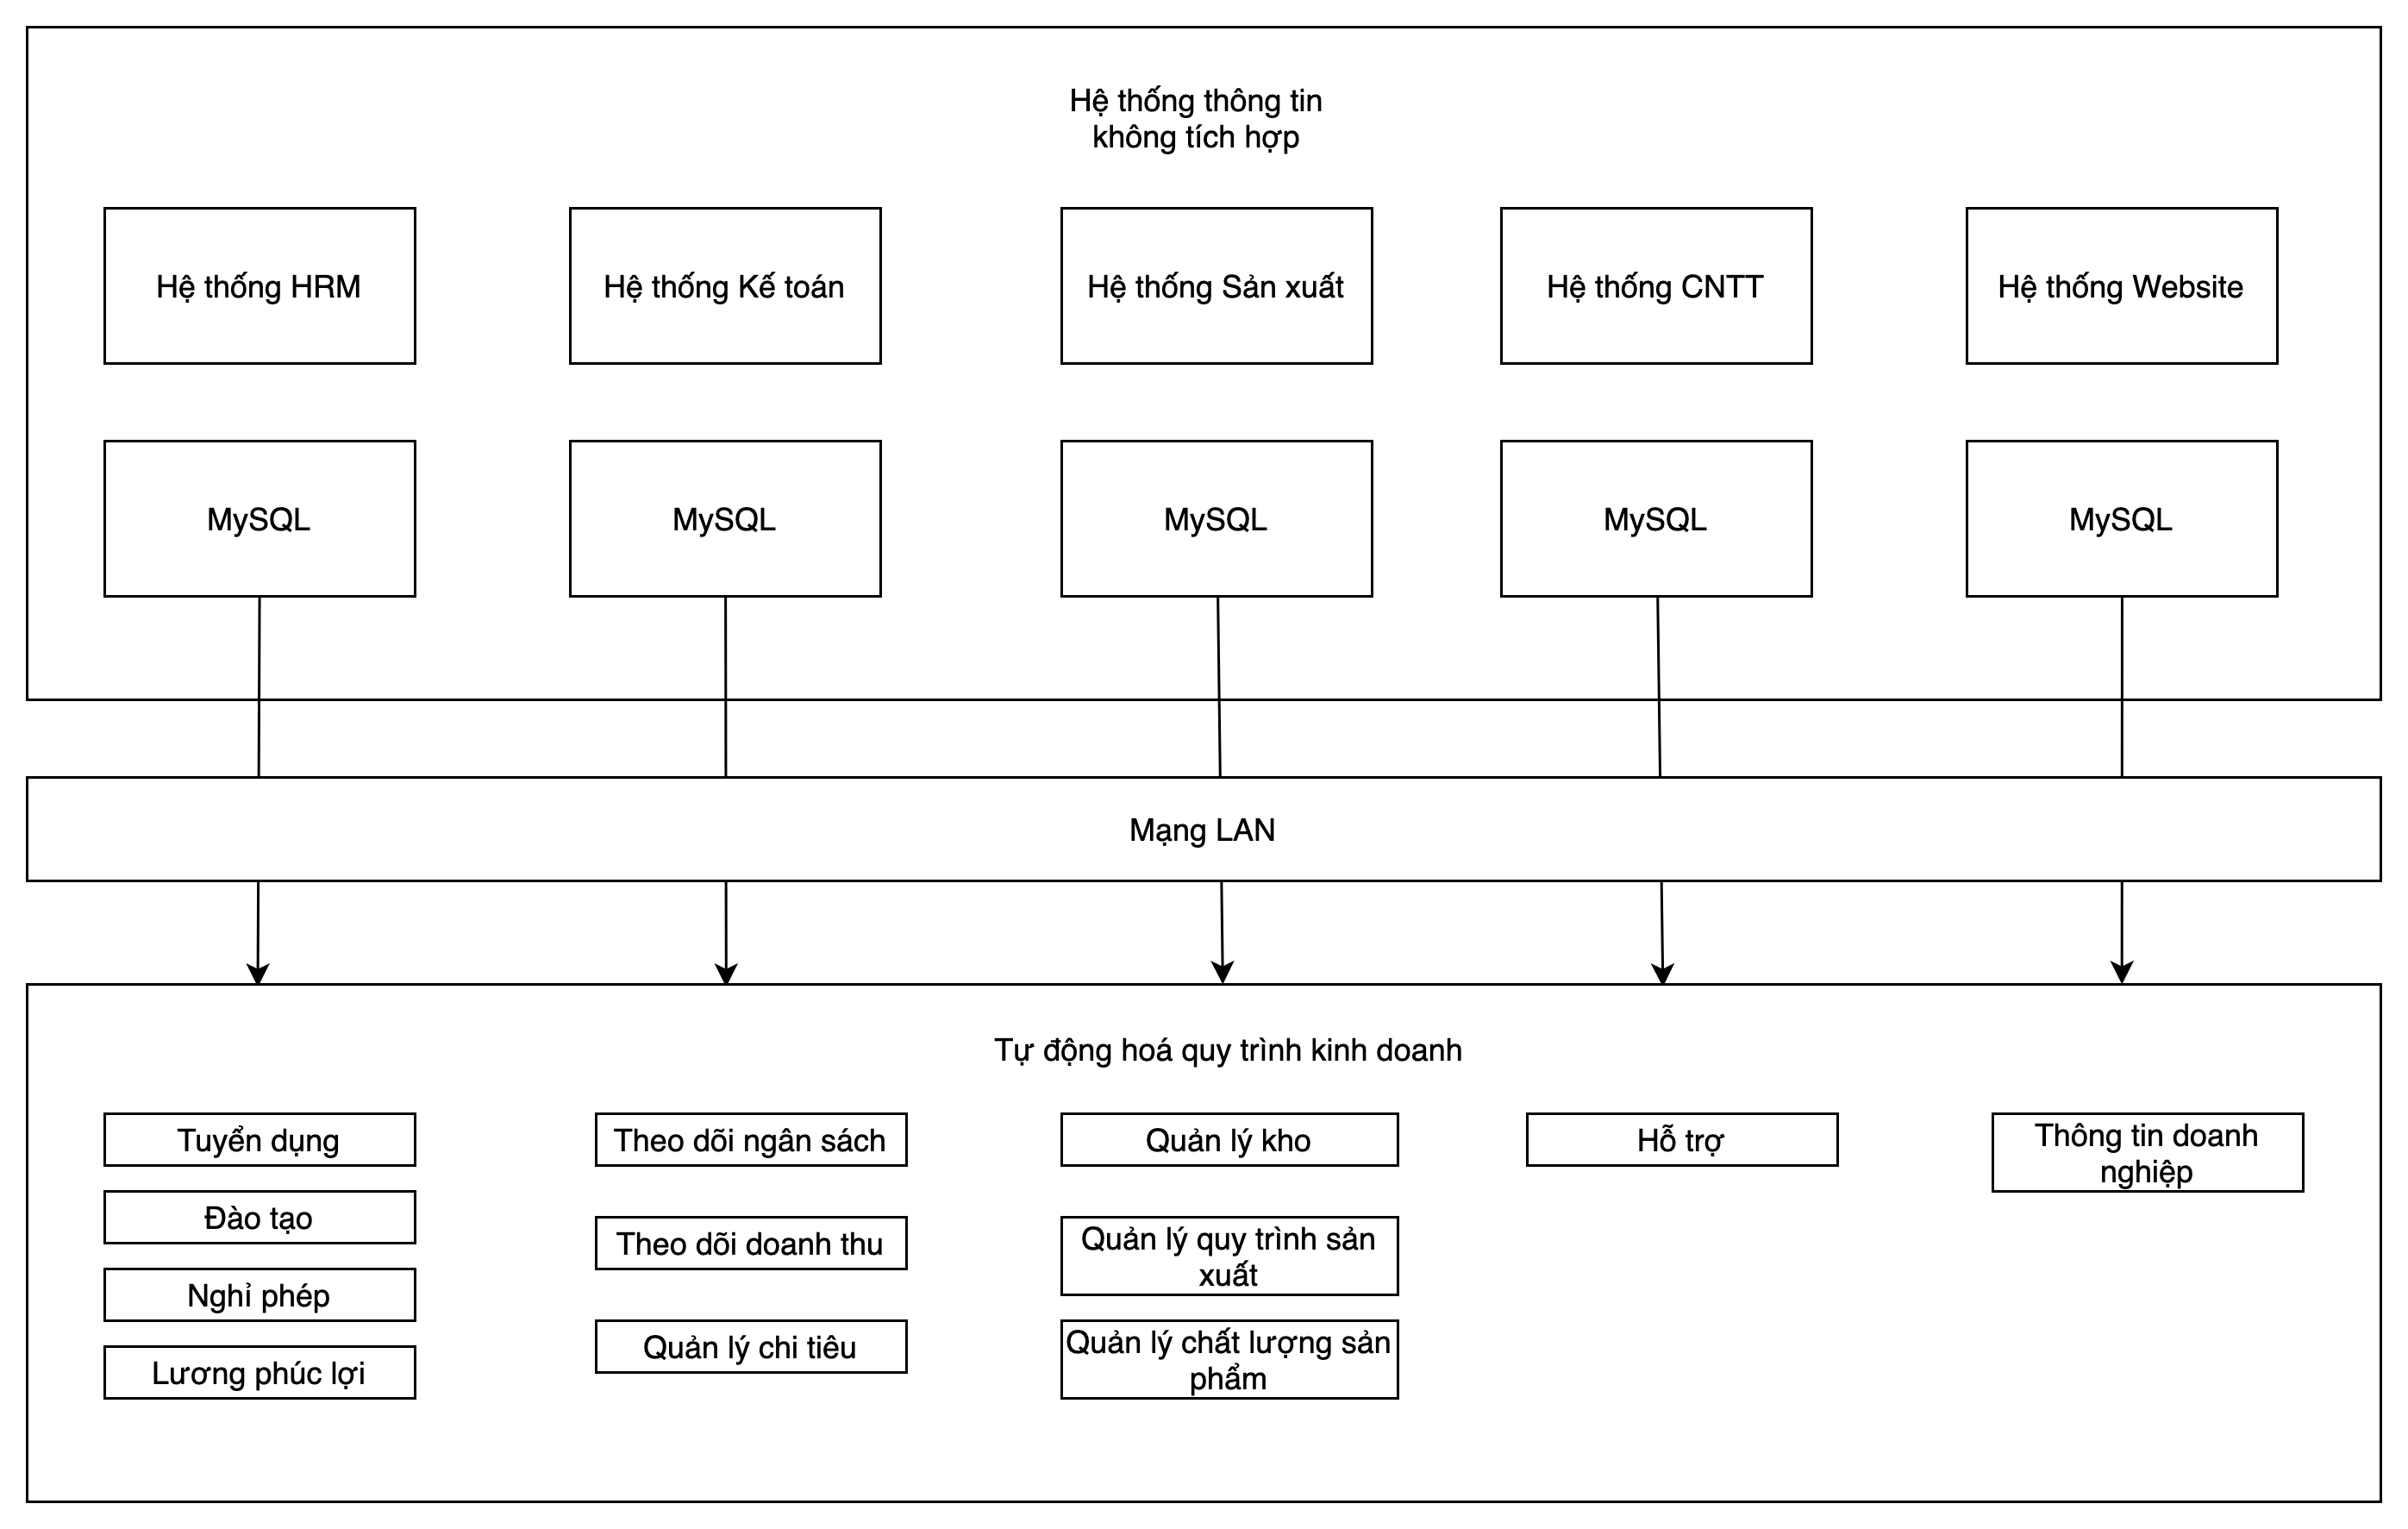 Hệ thống thông tin
không tích hợp
Hệ thống HRM
Hệ thống Kế toán
Hệ thống Sản xuất
Hệ thống CNTT
Hệ thống Website
MySQL
MySQL
MySQL
MySQL
MySQL
Mạng LAN
Tự động hoá quy trình kinh doanh
Tuyển dụng
Đào tạo
Nghỉ phép
Lương phúc lợi
Theo dõi ngân sách
Theo dõi doanh thu
Quản lý chi tiêu
Quản lý kho
Quản lý quy trình sản
xuất
Quản lý chất lượng sản
phẩm
Hỗ trợ
Thông tin doanh
nghiệp